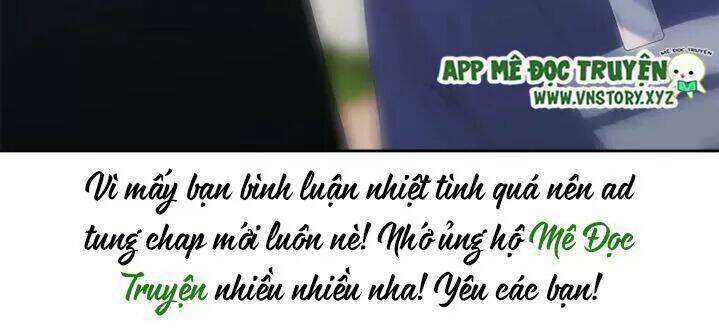 MÊ ĐỌC TRUYỆN
APP MÊ ĐỌC TRUYỆN
WWW.VNSTORY.XYZ
Vì mấy bạn bình luận nhiệt tình quá nên ad
tung chap mới luôn nè! Nhớ ủng hộ Mê Đọc
Truyện nhiều nhiều nha! Yêu các bạn!